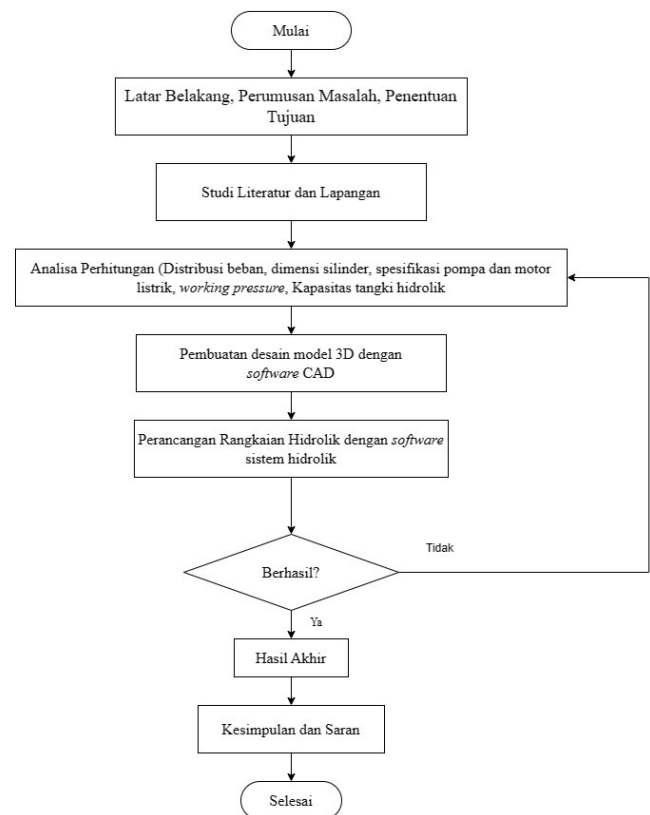 Mulai
Latar Belakang, Perumusan Masalah, Penentuan
Tujuan
Studi Literatur dan Lapangan
Analisa Perhitungan (Distribusi beban, dimensi silinder, spesifikasi pompa dan motor
listrik, working pressure, Kapasitas tangki hidrolik
Pembuatan desain model 3D dengan
software CAD
Perancangan Rangkaian Hidrolik dengan software
sistem hidrolik
Tidak
Berhasil?
Ya
Hasil Akhir
Kesimpulan dan Saran
Selesai